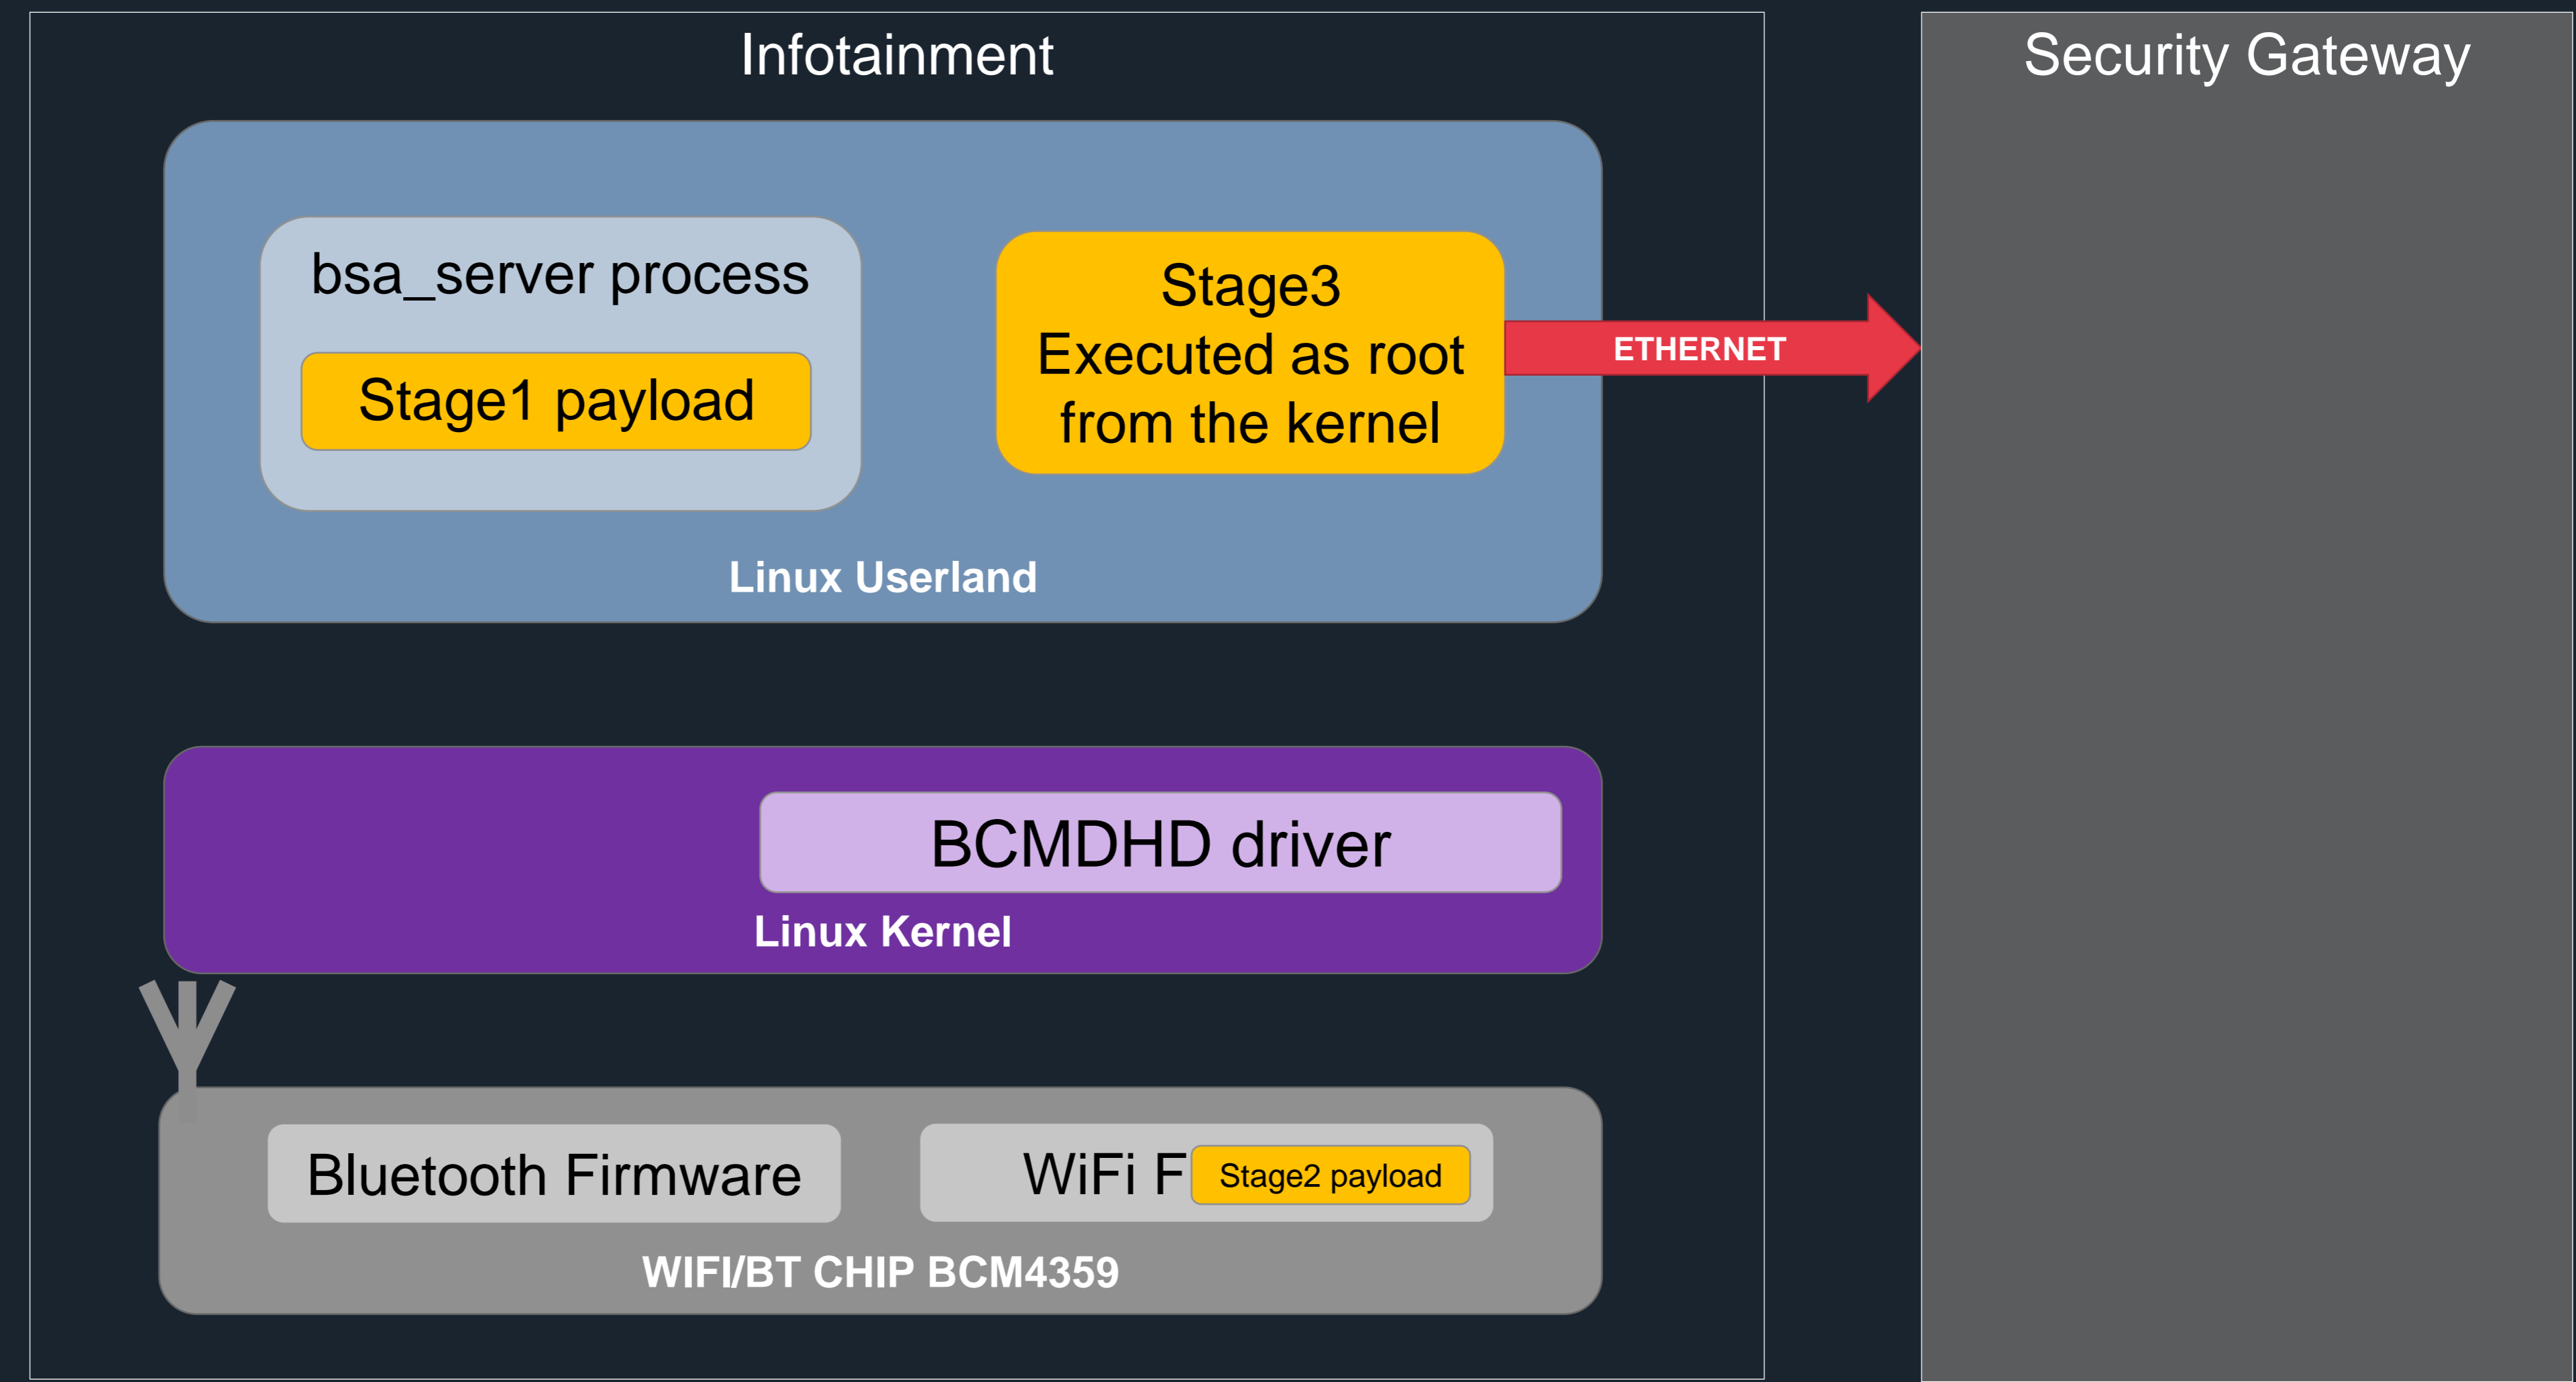 Infotainment
Security Gateway
bsa_server process
Stage1 payload
Stage3
Executed as root
from the kernel
ETHERNET
Linux Userland
BCMDHD driver
Linux Kernel
Bluetooth Firmware
WiFi F
Stage2 payload
WIFI/BT CHIP BCM4359